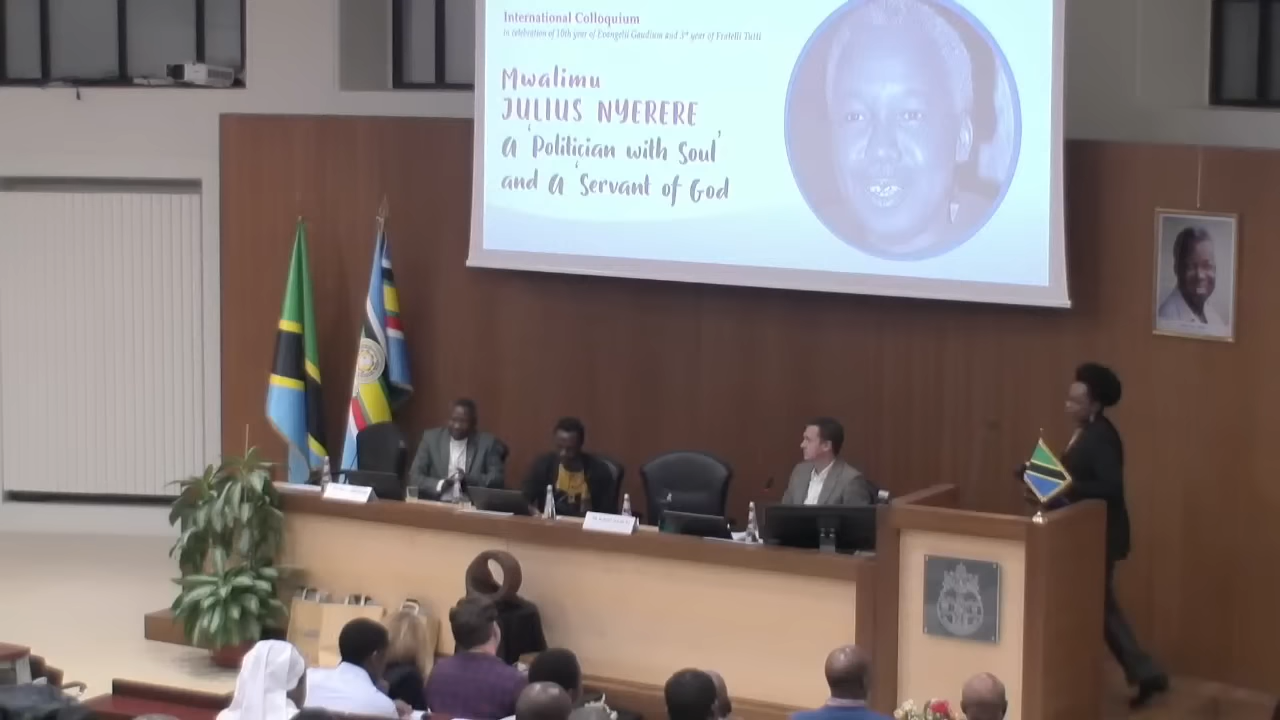 International Colloquium
in celebration of 10th year of Evangelii Gaudium and 3rd year of Fratelli Tutti
Mwalimu
JULIUS NYERERE
A 'Politician with Soul'
and A 'Servant of God